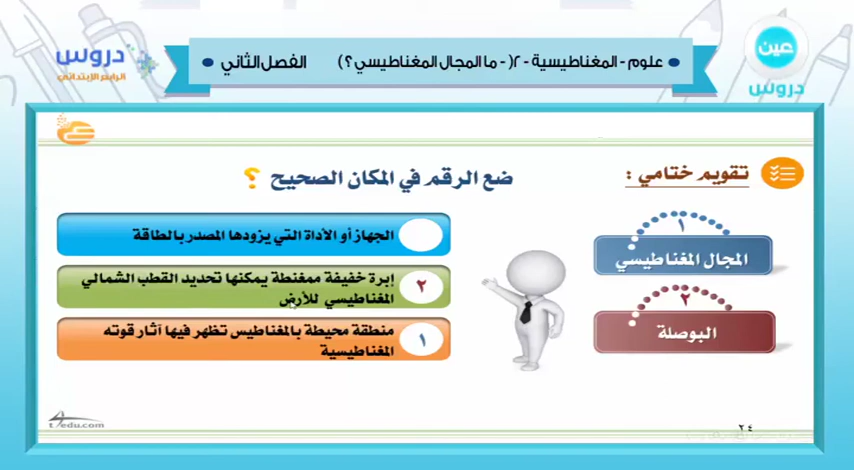 دروس
الرابع الإبتدائي
علوم - المغناطيسية - ٢( - ما المجال المغناطيسي ؟)
الفصل الثاني
عين
دروس
تقويم ختامي :
ضع الرقم في المكان الصحيح ؟
١
المجال المغناطيسي
٢
البوصلة
الجهاز أو الأداة التي يزودها المصدر بالطاقة
٢
إبرة خفيفة ممغنطة يمكنها تحديد القطب الشمالي
المغناطيسي للأرض
١
منطقة محيطة بالمغناطيس تظهر فيها آثار قوته
المغناطيسية
t4edu.com
٢٤